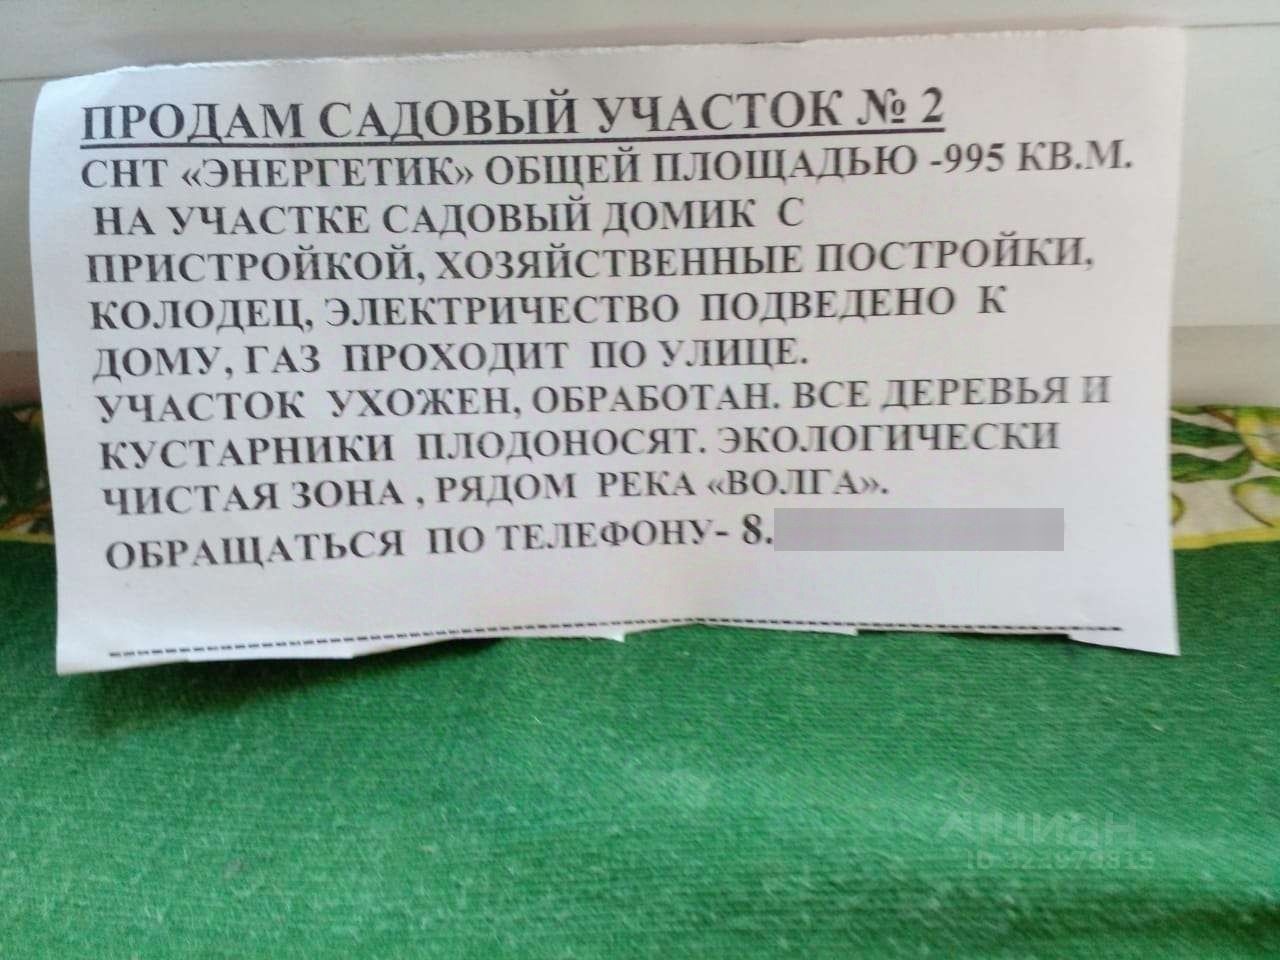 ПРОДАМ САДОВЫЙ УЧАСТОК № 2
СНТ «ЭНЕРГЕТИК» ОБЩЕЙ ПЛОЩАДЬЮ -995 КВ.М.
НА УЧАСТКЕ САДОВЫЙ ДОМИК С
ПРИСТРОЙКОЙ, ХОЗЯЙСТВЕННЫЕ ПОСТРОЙКИ,
КОЛОДЕЦ, ЭЛЕКТРИЧЕСТВО ПОДВЕДЕНО К
ДОМУ, ГАЗ ПРОХОДИТ ПО УЛИЦЕ.
УЧАСТОК УХОЖЕН, ОБРАБОТАН. ВСЕ ДЕРЕВЬЯ И
КУСТАРНИКИ ПЛОДОНОСЯТ. ЭКОЛОГИЧЕСКИ
ЧИСТАЯ ЗОНА , РЯДОМ РЕКА «ВОЛГА».
ОБРАЩАТЬСЯ ПО ТЕЛЕФОНУ- 8.
циан